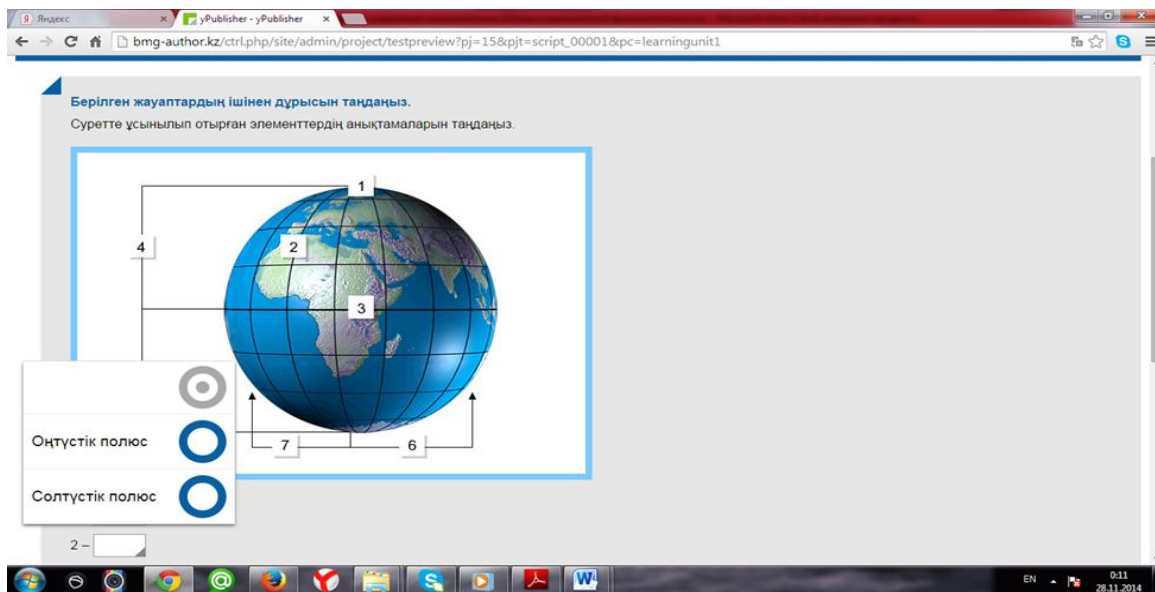 Яндекс
yPublisher - yPublisher
bmg-author.kz/ctrl.php/site/admin/project/testpreview?pj=15&pjt=script_00001&pc=learningunit1
Берілген жауаптардың ішінен дұрысын таңдаңыз.
Суретте ұсынылып отырған элементтердің анықтамаларын таңдаңыз.
1
4
2
3
7
6
Оңтүстік полюс
Солтүстік полюс
2 –
EN
0:11
28.11.2014